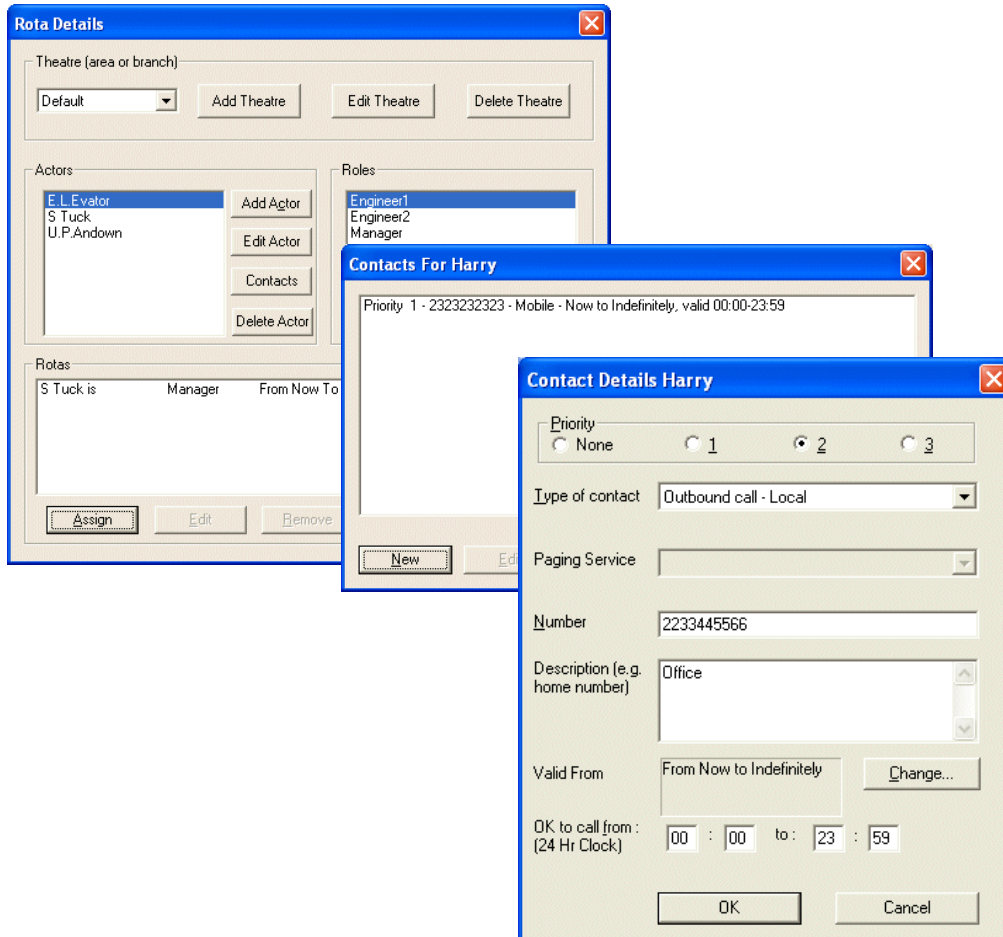 Rota Details
Theatre (area or branch)
Default
Add Theatre
Edit Theatre
Delete Theatre
Actors
E.L.Evator
S Tuck
U.P.Andown
Add Actor
Edit Actor
Contacts
Delete Actor
Roles
Engineer1
Engineer2
Manager
Rotas
S Tuck is Manager From Now To
Assign
Edit
Remove
Contacts For Harry
Priority 1 - 2323232323 - Mobile - Now to Indefinitely, valid 00:00-23:59
New
Contact Details Harry
Priority
None 1 2 3
Type of contact
Outbound call - Local
Paging Service
Number
2233445566
Description (e.g.
home number)
Office
Valid From
From Now to Indefinitely
Change...
OK to call from :
(24 Hr Clock)
00 : 00 to : 23 : 59
OK
Cancel